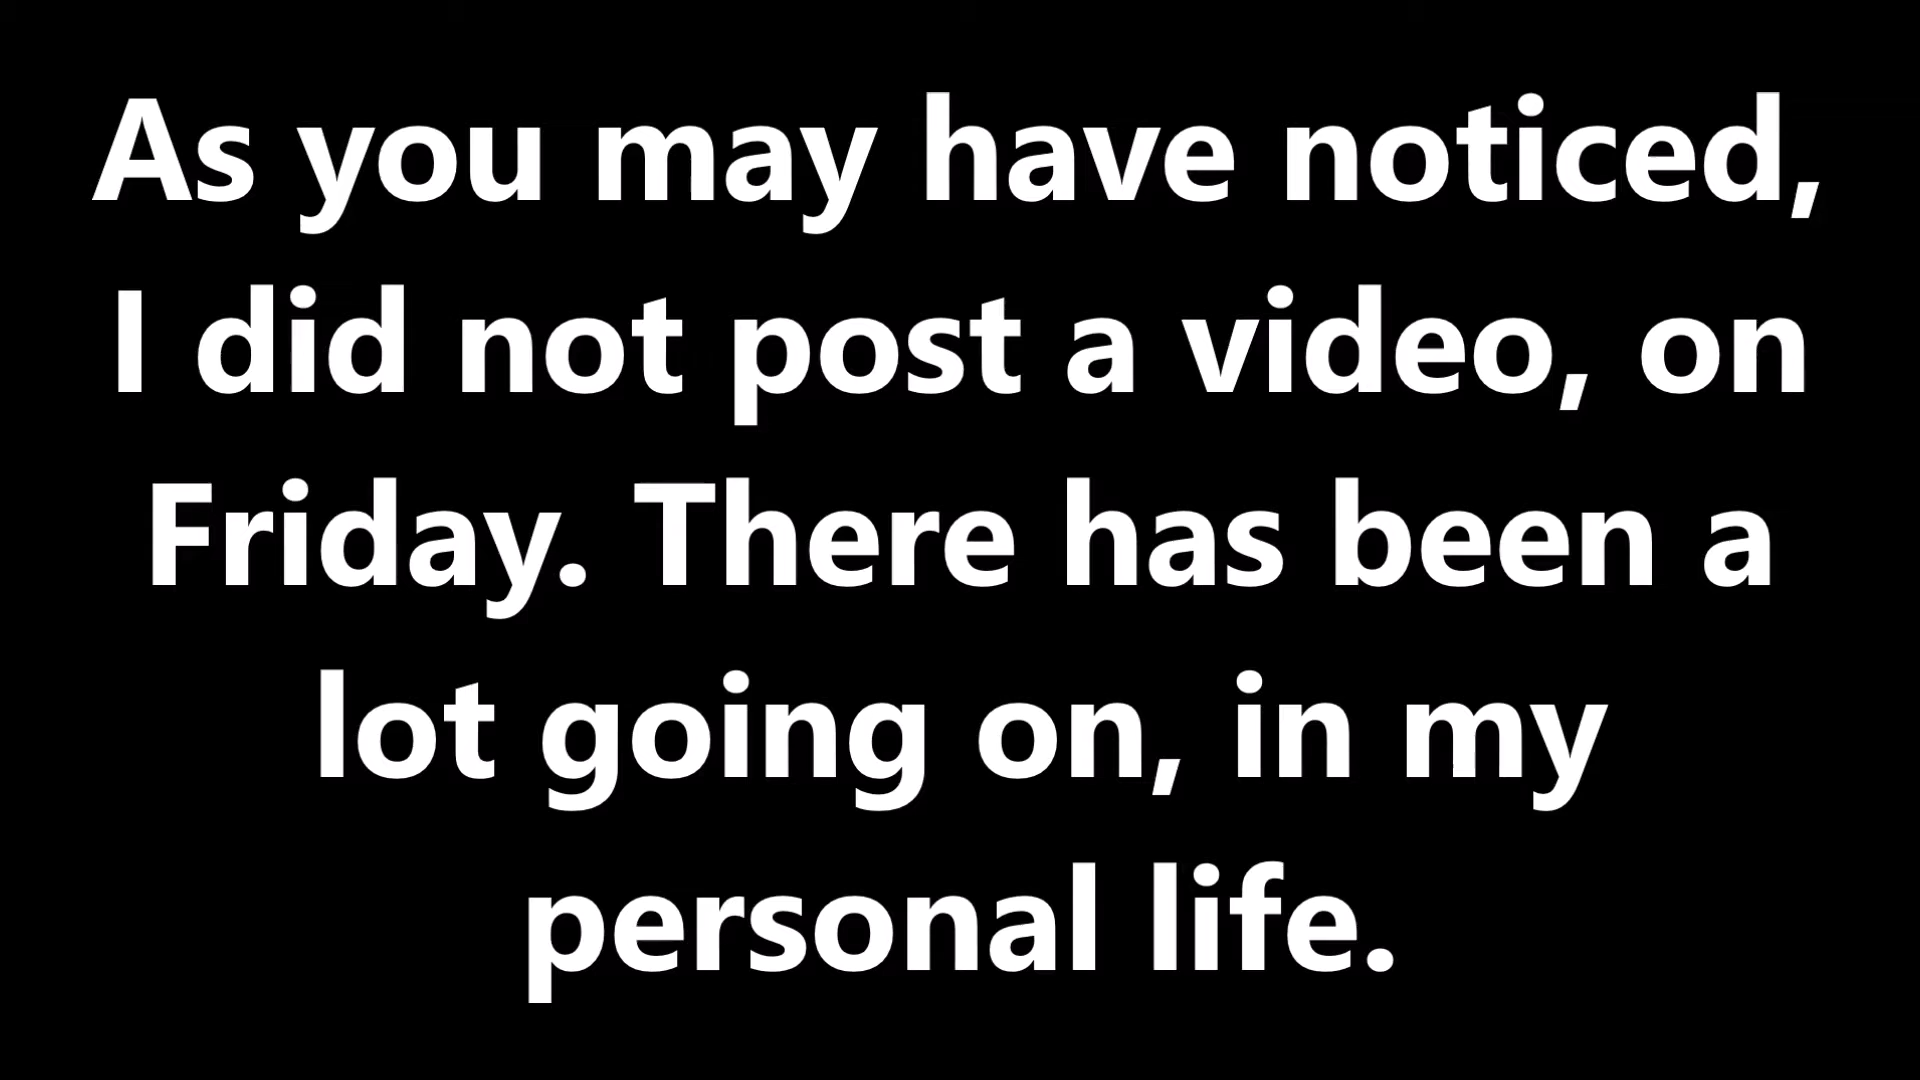 As you may have noticed,
I did not post a video, on
Friday. There has been a
lot going on, in my
personal life.